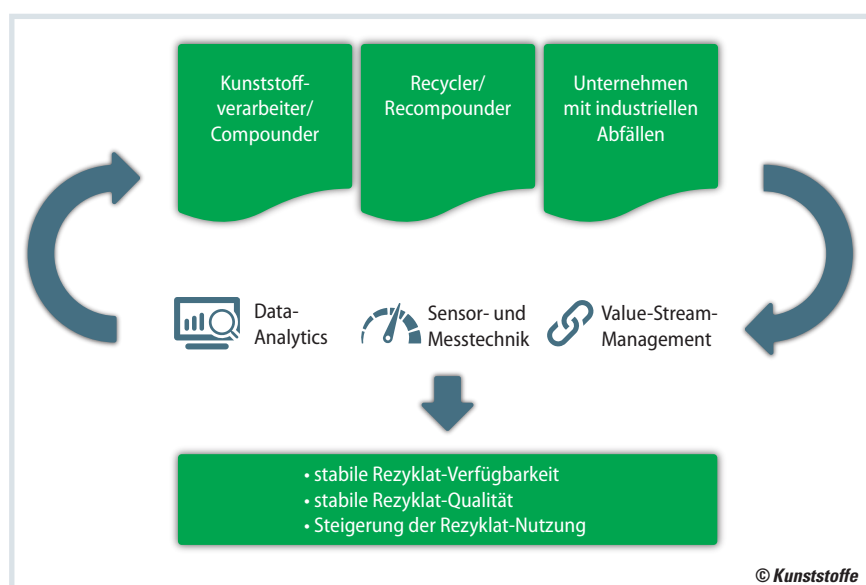 Kunststoff-
verarbeiter/
Compounder
Recycler/
Recompounder
Unternehmen
mit industriellen
Abfällen
Data-
Analytics
Sensor- und
Messtechnik
Value-Stream-
Management
• stabile Rezyklat-Verfügbarkeit
• stabile Rezyklat-Qualität
• Steigerung der Rezyklat-Nutzung
© Kunststoffe